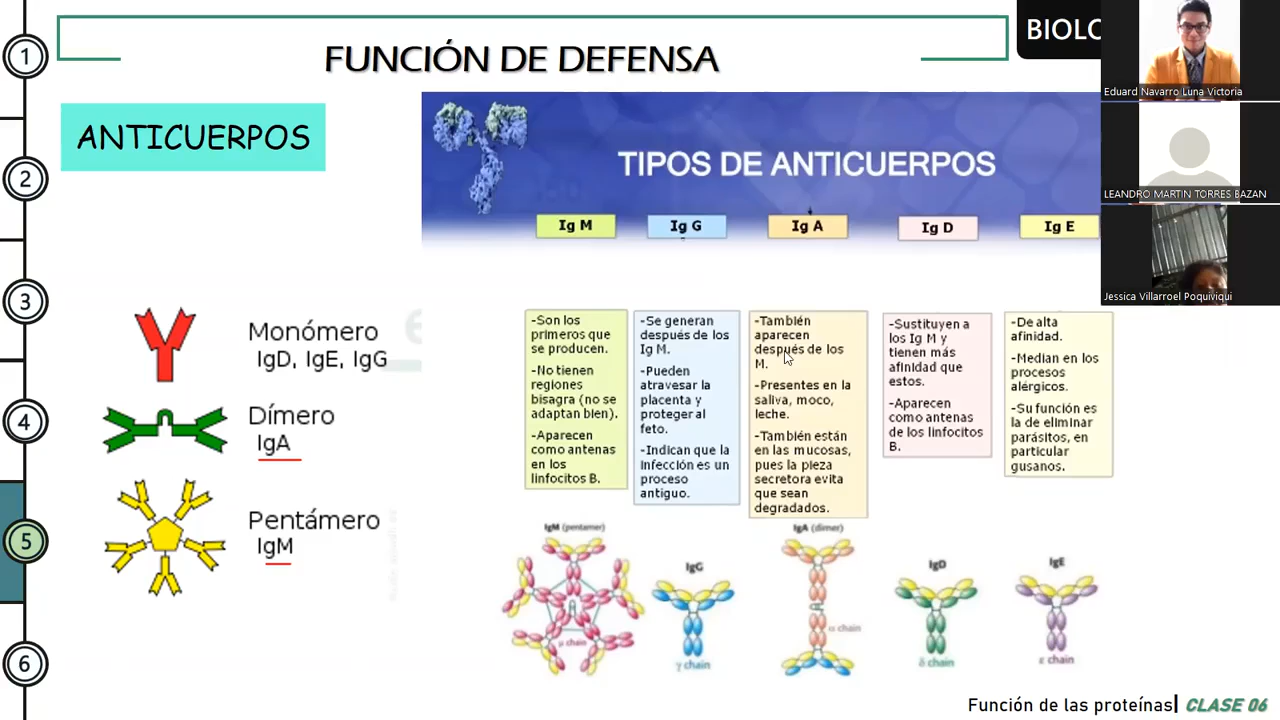 1
2
3
4
5
6
FUNCIÓN DE DEFENSA
BIOLO
ANTICUERPOS
Monómero
IgD, IgE, IgG
Dímero
IgA
Pentámero
IgM
TIPOS DE ANTICUERPOS
Ig M
Ig G
Ig A
Ig D
Ig E
-Son los
primeros que
se producen.
-No tienen
regiones
bisagra (no se
adaptan bien).
-Aparecen
como antenas
en los
linfocitos B.
-Se generan
después de los
Ig M.
-Pueden
atravesar la
placenta y
proteger al
feto.
-Indican que la
infección es un
proceso
antiguo.
-También
aparecen
después de los
M.
-Presentes en la
saliva, moco,
leche.
-También están
en las mucosas,
pues la pieza
secretora evita
que sean
degradados.
-Sustituyen a
los Ig M y
tienen más
afinidad que
estos.
-Aparecen
como antenas
de los linfocitos
B.
-De alta
afinidad.
-Median en los
procesos
alérgicos.
-Su función es
la de eliminar
parásitos, en
particular
gusanos.
IgM (pentamer)
μ chain
IgG
γ chain
IgA (dimer)
α chain
IgD
δ chain
IgE
ε chain
Eduard Navarro Luna Victoria
LEANDRO MARTIN TORRES BAZAN
Jessica Villarroel Poquiviqui
Función de las proteínas| CLASE 06